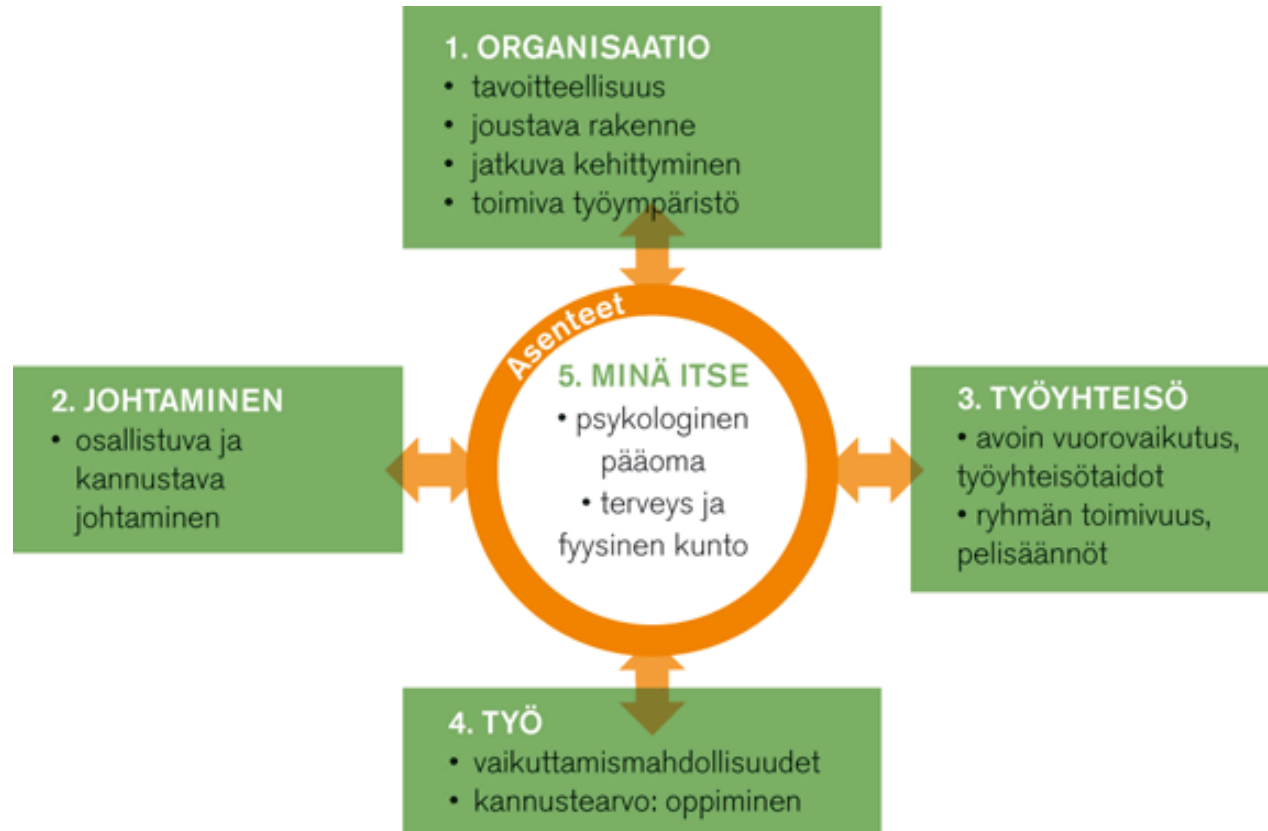 1. ORGANISAATIO
• tavoitteellisuus
• joustava rakenne
• jatkuva kehittyminen
• toimiva työympäristö
Asenteet
2. JOHTAMINEN
• osallistuva ja
kannustava
johtaminen
5. MINÄ ITSE
• psykologinen
pääoma
• terveys ja
fyysinen kunto
3. TYÖYHTEISÖ
• avoin vuorovaikutus,
työyhteisötaidot
• ryhmän toimivuus,
pelisäännöt
4. TYÖ
• vaikuttamismahdollisuudet
• kannustearvo: oppiminen